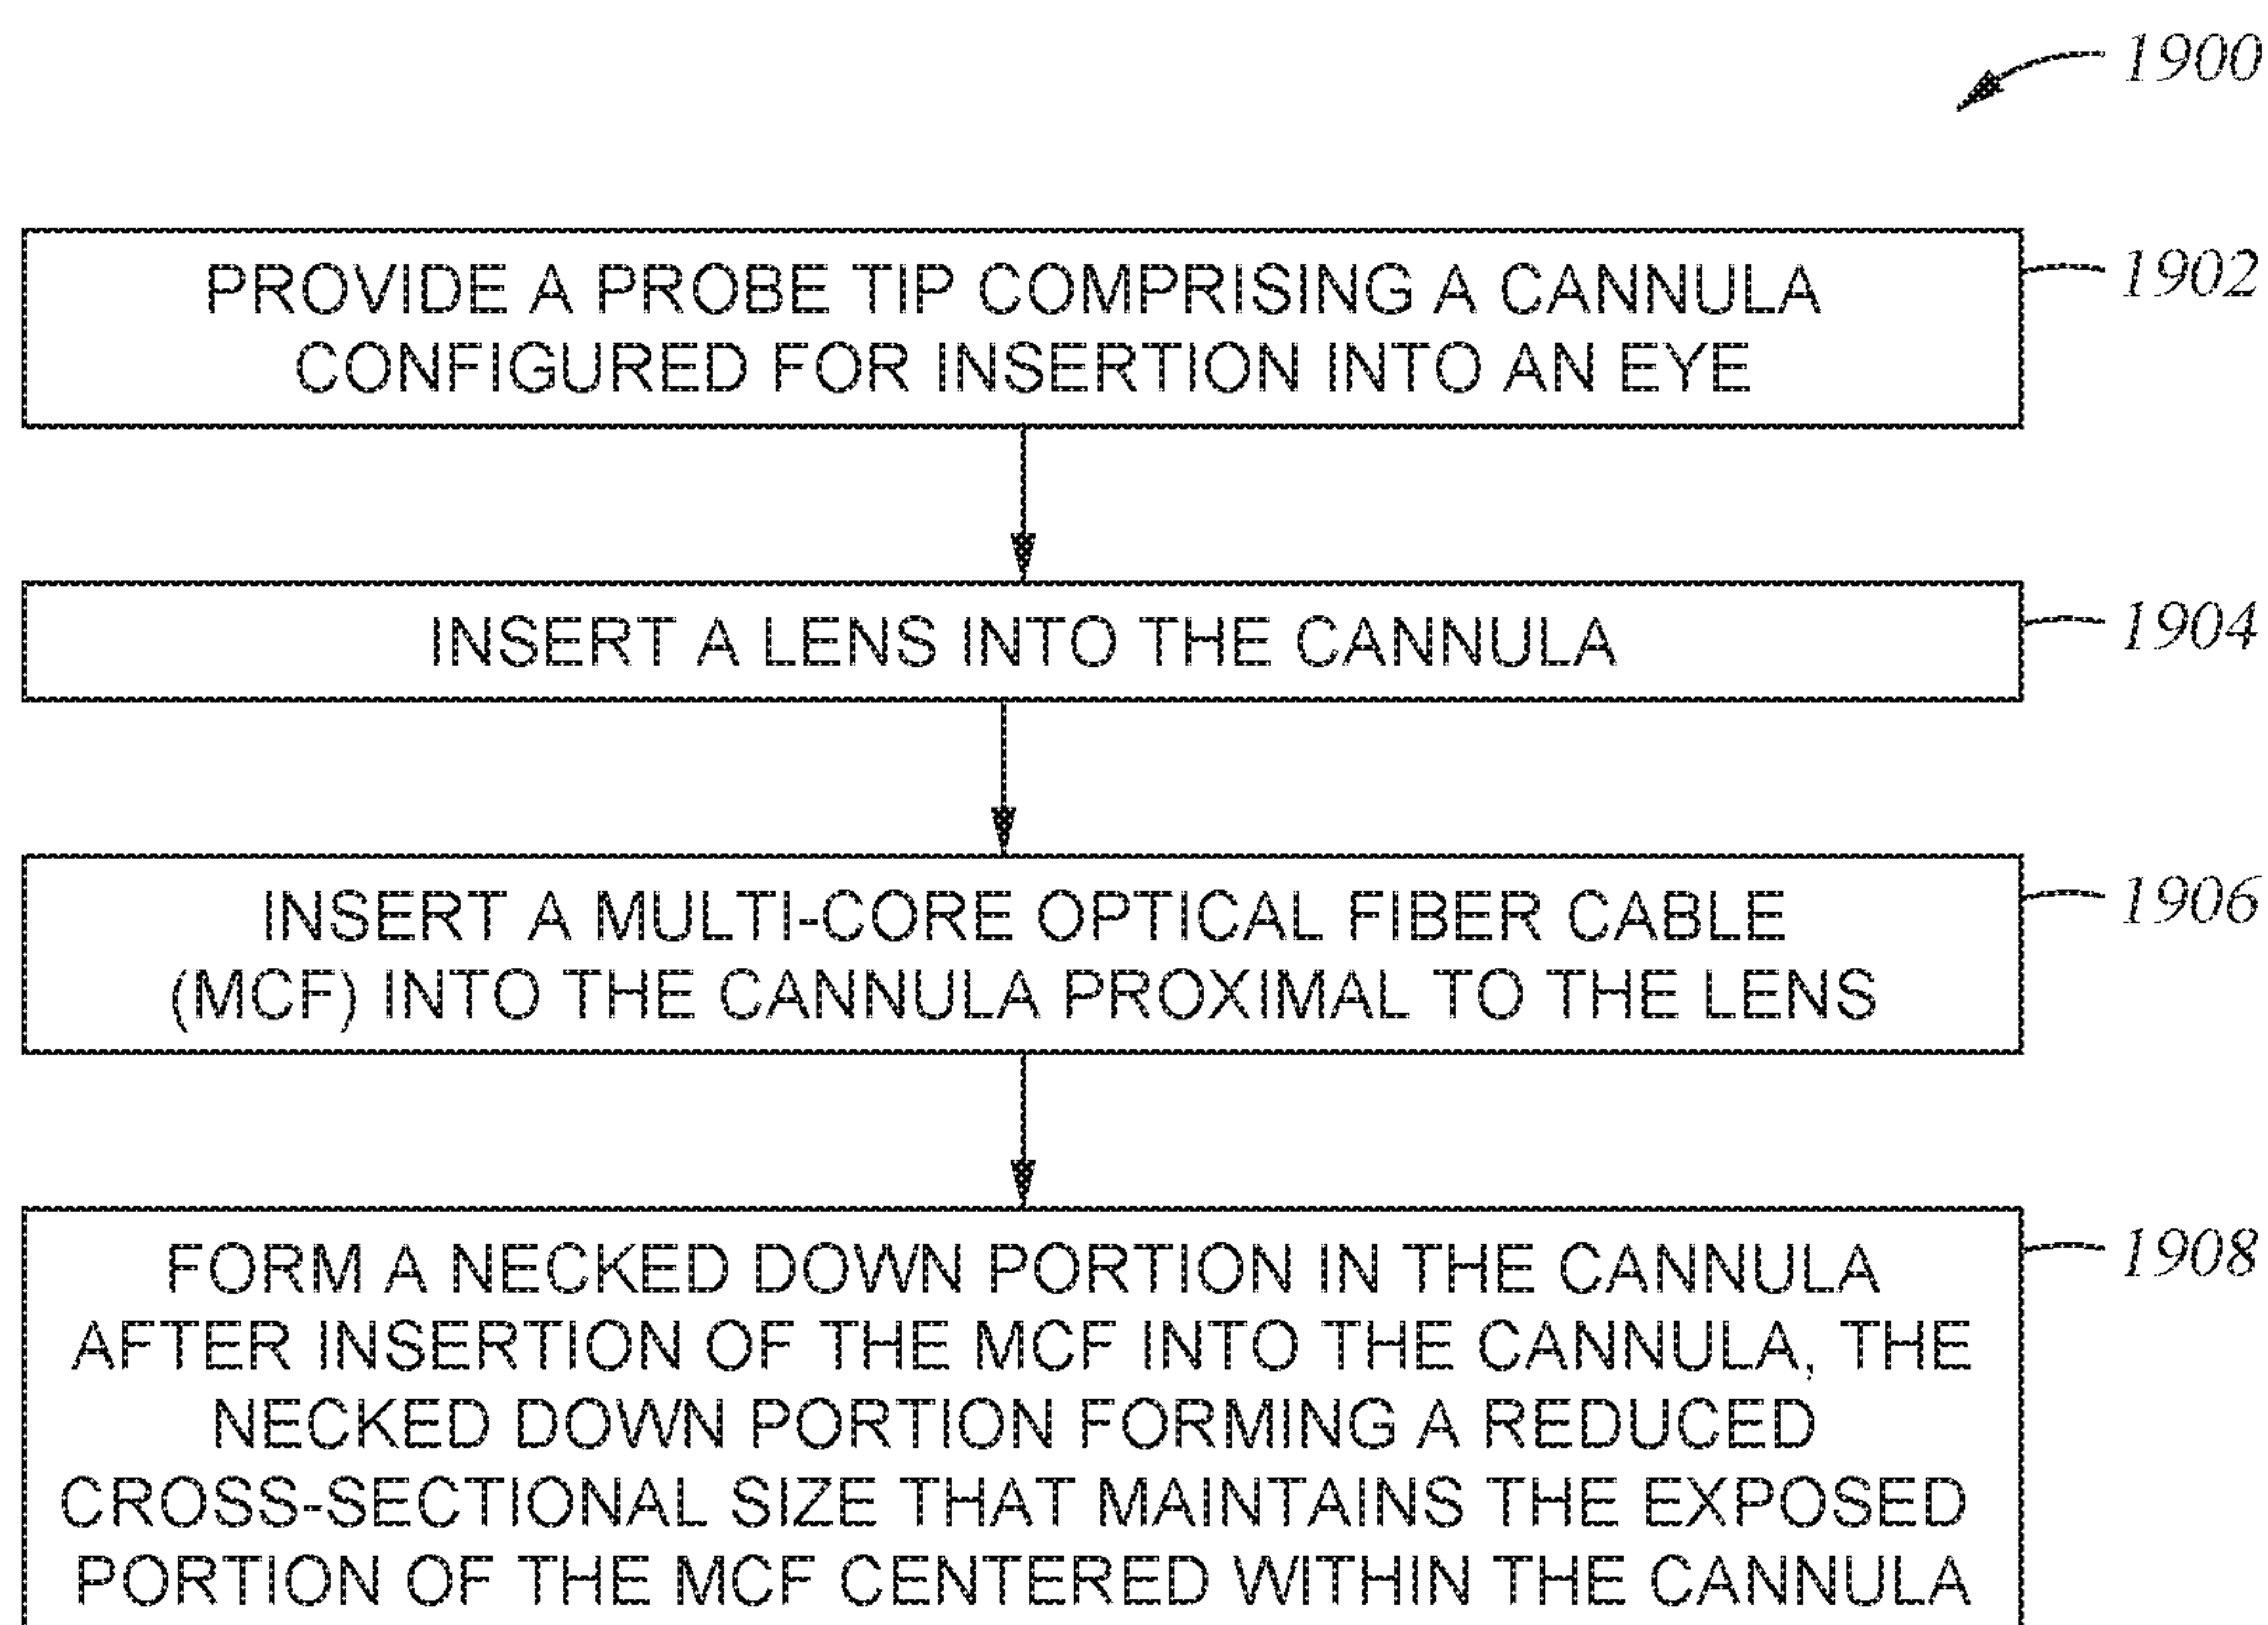 1900
PROVIDE A PROBE TIP COMPRISING A CANNULA
CONFIGURED FOR INSERTION INTO AN EYE
1902
INSERT A LENS INTO THE CANNULA
1904
INSERT A MULTI-CORE OPTICAL FIBER CABLE
(MCF) INTO THE CANNULA PROXIMAL TO THE LENS
1906
FORM A NECKED DOWN PORTION IN THE CANNULA
AFTER INSERTION OF THE MCF INTO THE CANNULA, THE
NECKED DOWN PORTION FORMING A REDUCED
CROSS-SECTIONAL SIZE THAT MAINTAINS THE EXPOSED
PORTION OF THE MCF CENTERED WITHIN THE CANNULA
1908